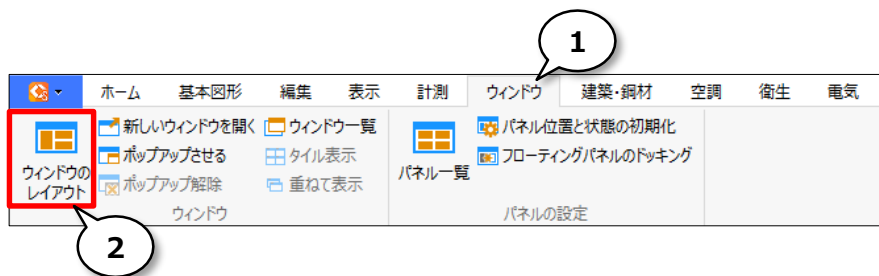 1
ホーム 基本図形 編集 表示 計測 ウィンドウ 建築・鋼材 空調 衛生 電気
新しいウィンドウを開く ウィンドウ一覧 パネル位置と状態の初期化
ポップアップさせる タイル表示 フローティングパネルのドッキング
ウィンドウの
レイアウト
ポップアップ解除 重ねて表示
パネル一覧
ウィンドウ パネルの設定
2